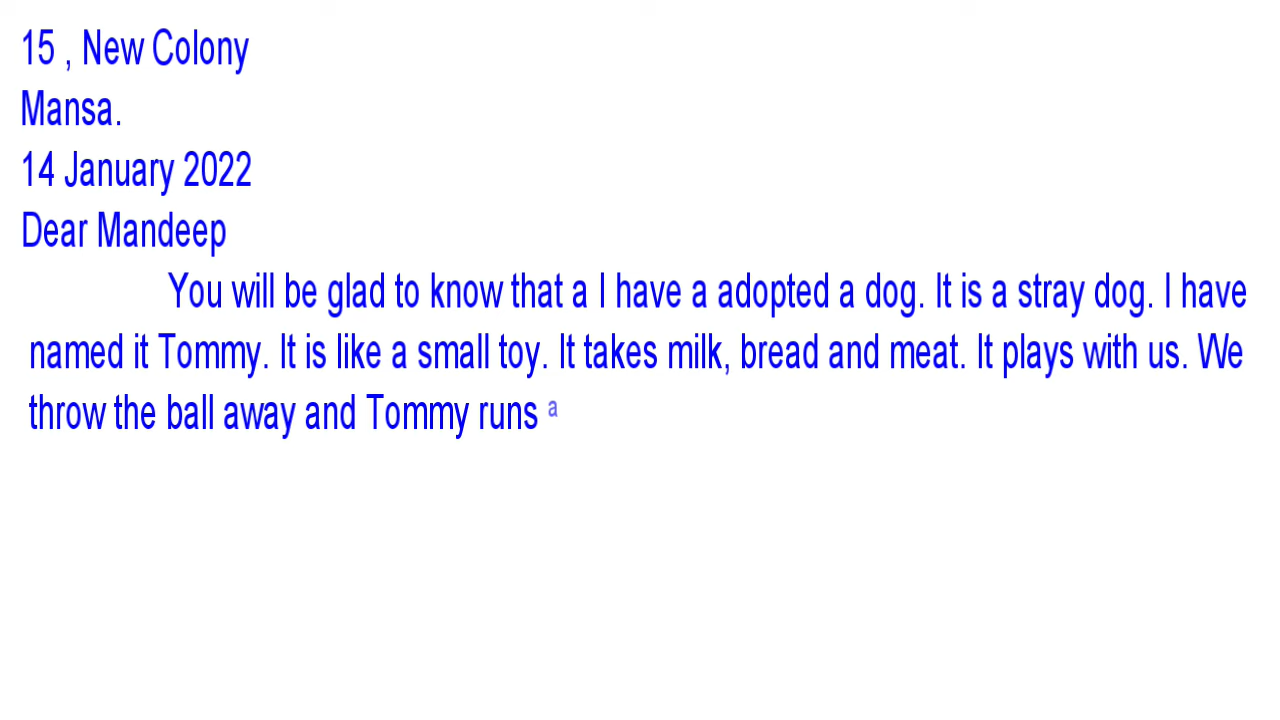 15 , New Colony
Mansa.
14 January 2022
Dear Mandeep
You will be glad to know that a I have a adopted a dog. It is a stray dog. I have
named it Tommy. It is like a small toy. It takes milk, bread and meat. It plays with us. We
throw the ball away and Tommy runs a